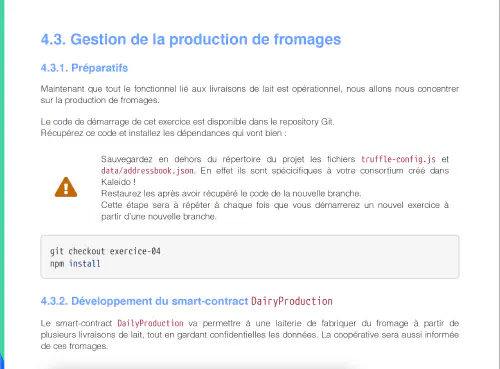 4.3. Gestion de la production de fromages
4.3.1. Préparatifs
Maintenant que tout le fonctionnel lié aux livraisons de lait est opérationnel, nous allons nous concentrer
sur la production de fromages.
Le code de démarrage de cet exercice est disponible dans le repository Git.
Récupérez ce code et installez les dépendances qui vont bien :
Sauvegardez en dehors du répertoire du projet les fichiers truffle-config.js et
data/addressbook.json. En effet ils sont spécicifiques à votre consortium créé dans
Kaleido !
Restaurez les après avoir récupéré le code de la nouvelle branche.
Cette étape sera à répéter à chaque fois que vous démarrerez un nouvel exercice à
partir d'une nouvelle branche.
git checkout exercice-04
npm install
4.3.2. Développement du smart-contract DairyProduction
Le smart-contract DailyProduction va permettre à une laiterie de fabriquer du fromage à partir de
plusieurs livraisons de lait, tout en gardant confidentielles les données. La coopérative sera aussi informée
de ces fromages.